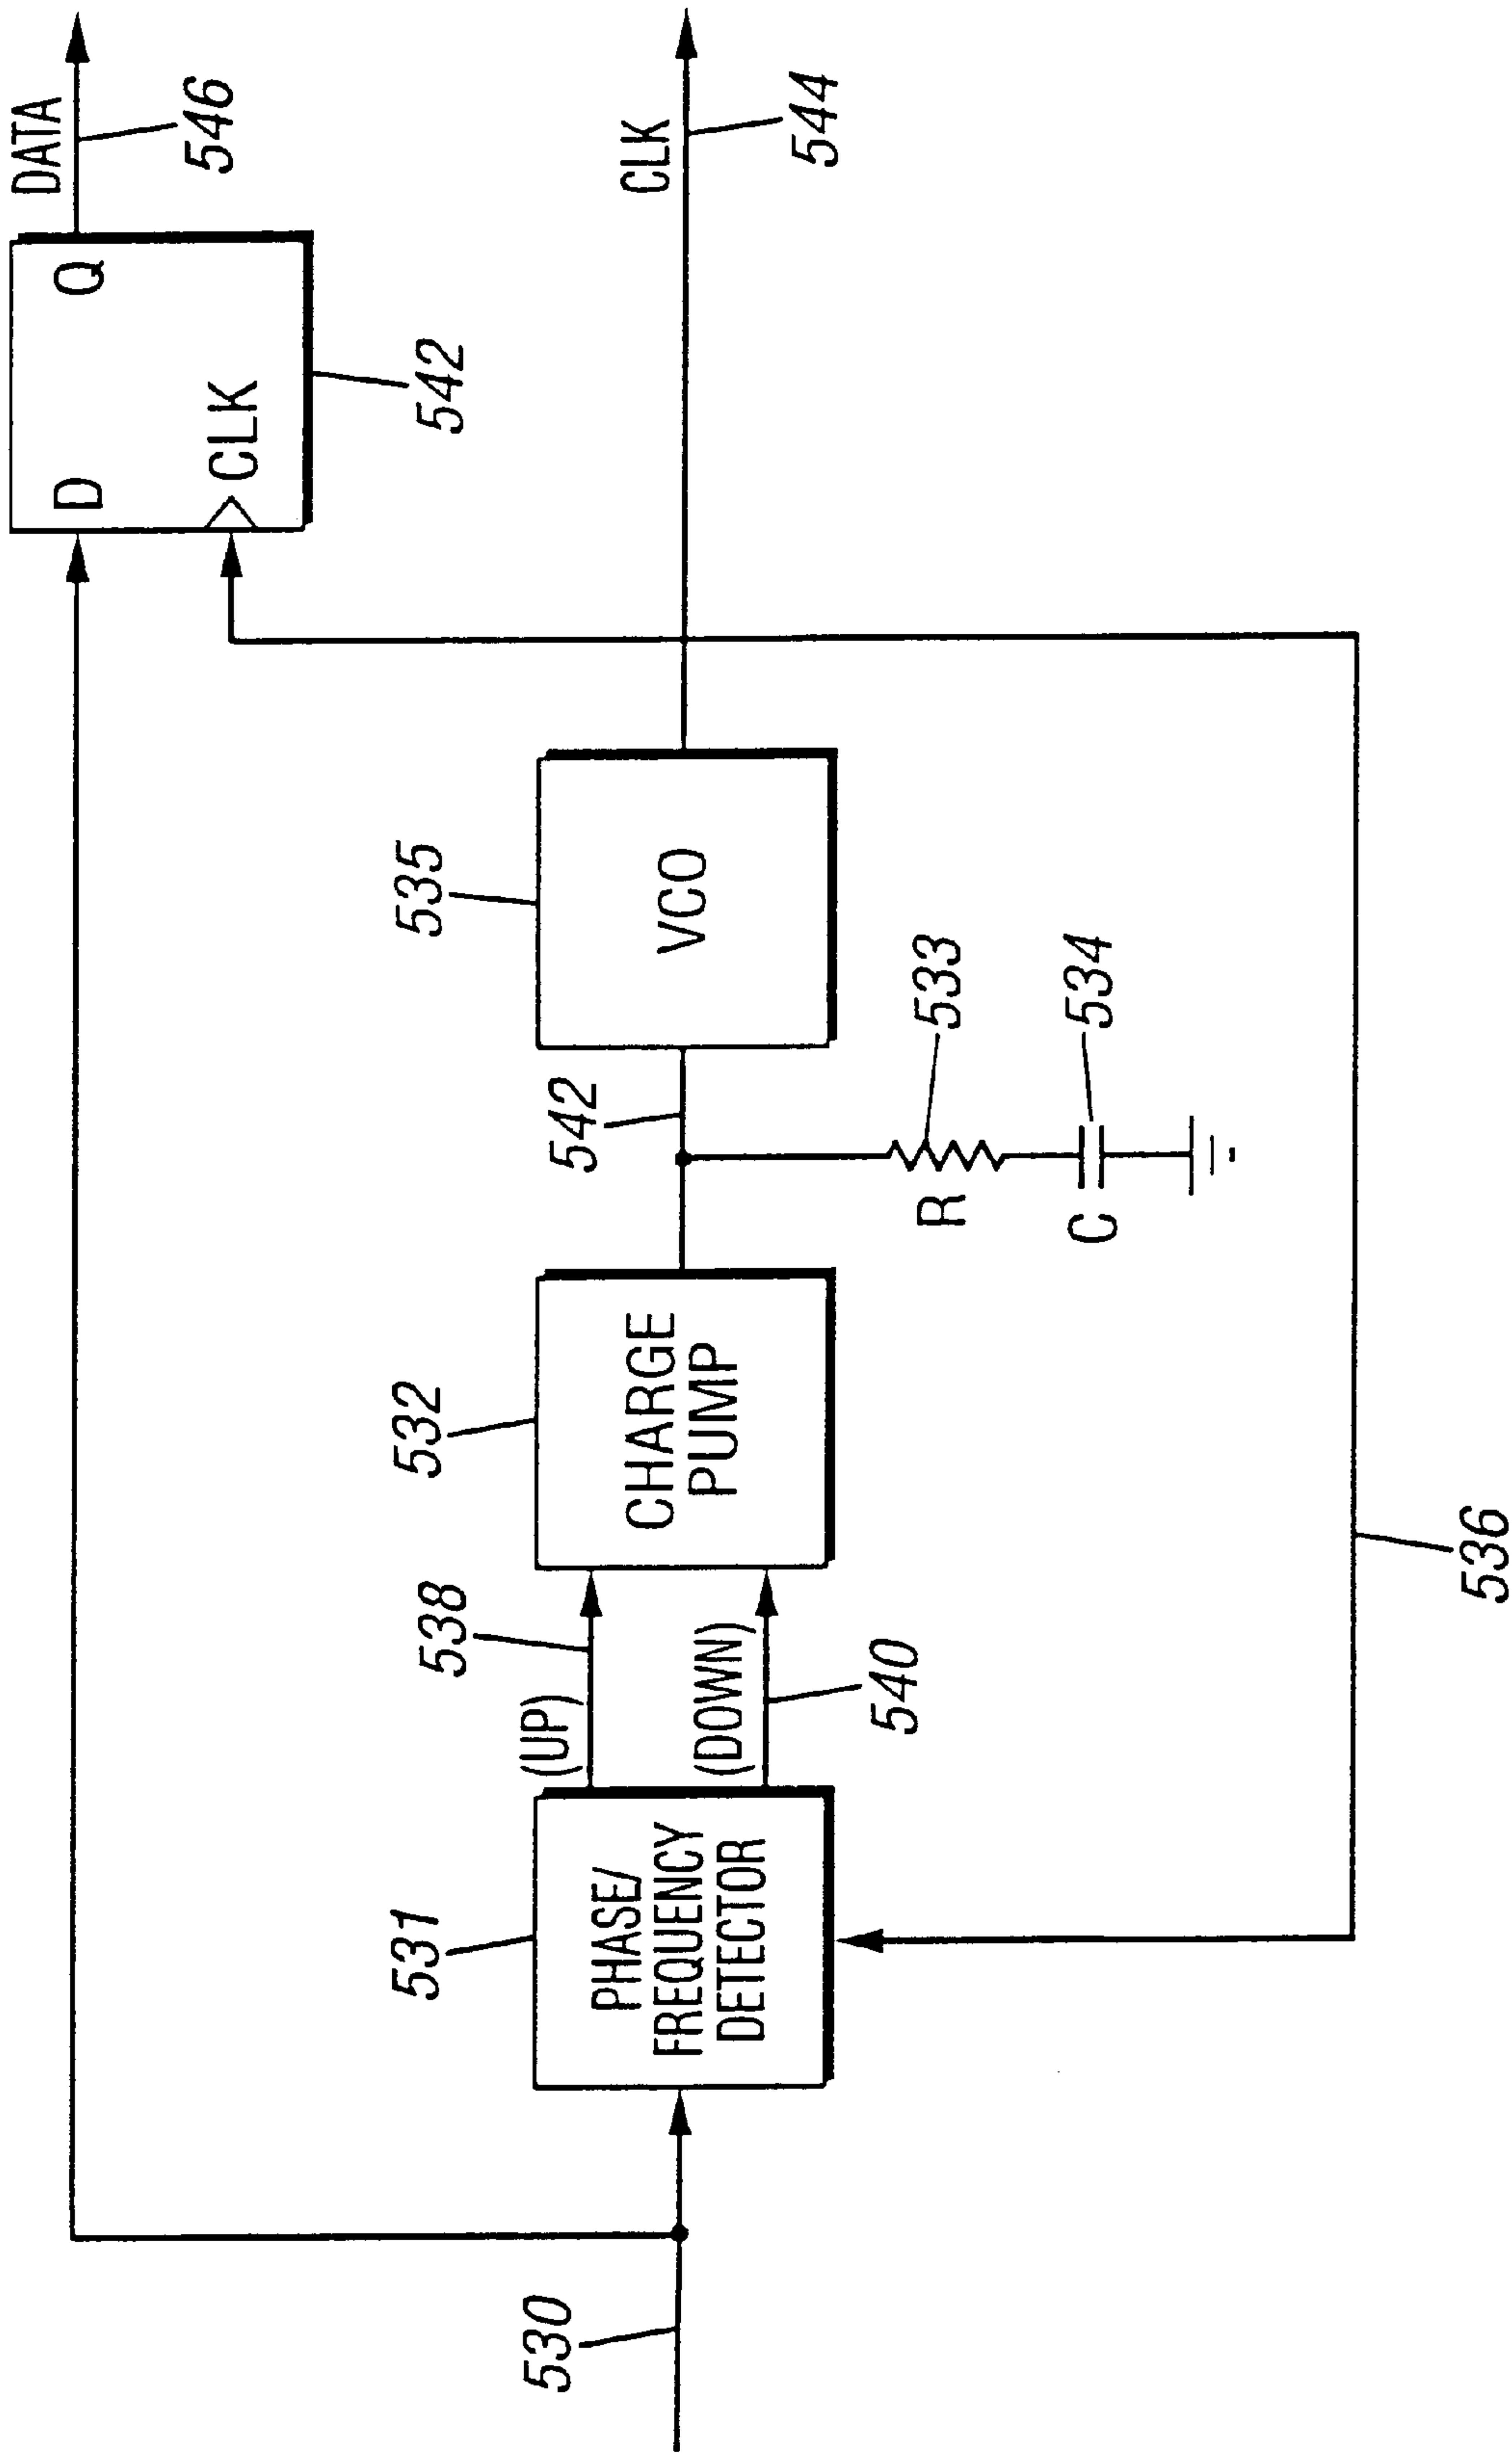 DATA
546
D
Q
CLK
542
CLK
544
535
VCO
542
533
R
534
C
532
CHARGE
PUMP
538
(UP)
(DOWN)
540
531
PHASE/
FREQUENCY
DETECTOR
530
536